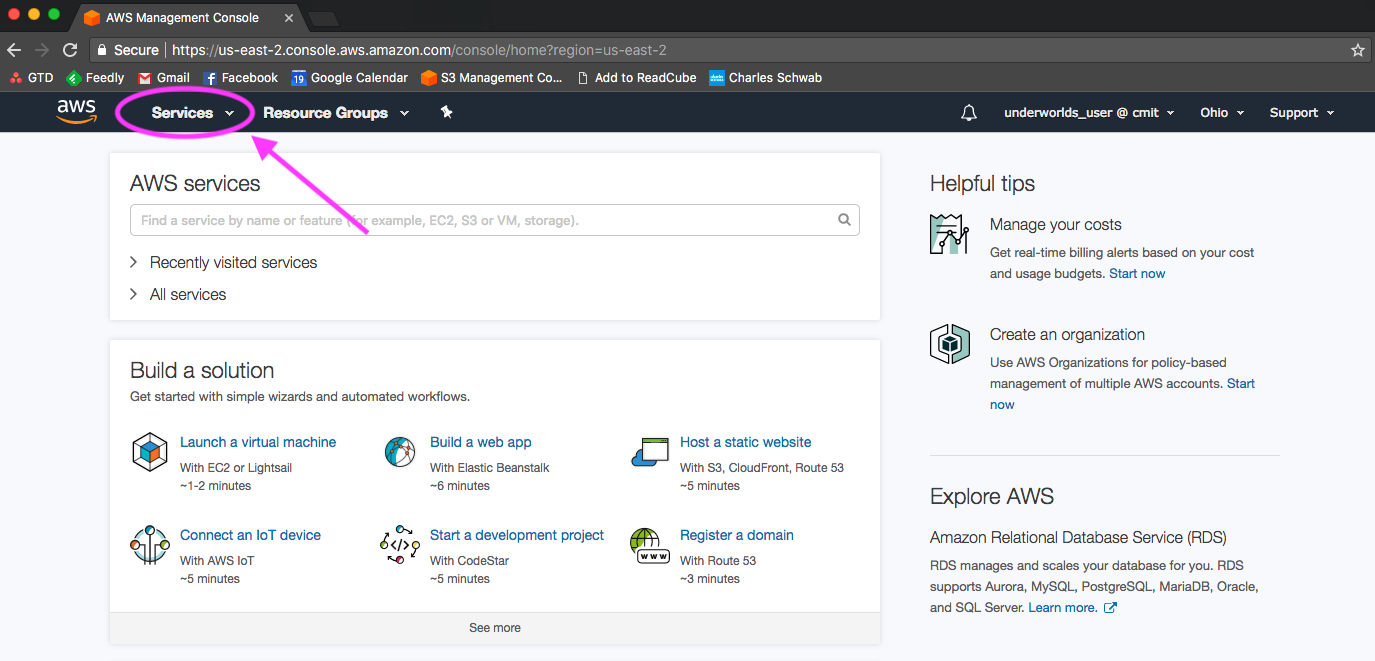 AWS Management Console
Secure https://us-east-2.console.aws.amazon.com/console/home?region=us-east-2
GTD Feedly Gmail Facebook 19 Google Calendar S3 Management Co... Add to ReadCube Charles Schwab
aws Services Resource Groups underworlds_user @ cmit Ohio Support
AWS services
Find a service by name or feature (for example, EC2, S3 or VM, storage).
Recently visited services
All services
Build a solution
Get started with simple wizards and automated workflows.
Launch a virtual machine
With EC2 or Lightsail
~1-2 minutes
Build a web app
With Elastic Beanstalk
~6 minutes
Host a static website
With S3, CloudFront, Route 53
~5 minutes
Connect an IoT device
With AWS IoT
~5 minutes
</>
Start a development project
With CodeStar
~5 minutes
www
Register a domain
With Route 53
~3 minutes
See more
Helpful tips
Manage your costs
Get real-time billing alerts based on your cost
and usage budgets. Start now
Create an organization
Use AWS Organizations for policy-based
management of multiple AWS accounts. Start
now
Explore AWS
Amazon Relational Database Service (RDS)
RDS manages and scales your database for you. RDS
supports Aurora, MySQL, PostgreSQL, MariaDB, Oracle,
and SQL Server. Learn more.